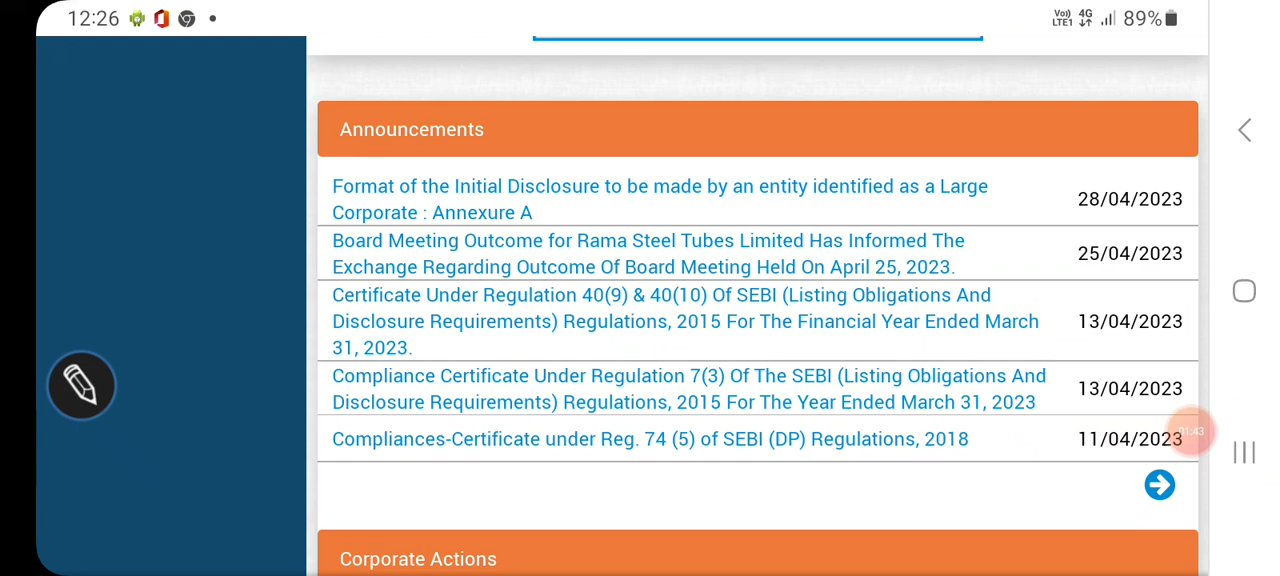 12:26
Vo)) LTE1 4G 89%
Announcements
Format of the Initial Disclosure to be made by an entity identified as a Large
Corporate : Annexure A
28/04/2023
Board Meeting Outcome for Rama Steel Tubes Limited Has Informed The
Exchange Regarding Outcome Of Board Meeting Held On April 25, 2023.
25/04/2023
Certificate Under Regulation 40(9) & 40(10) Of SEBI (Listing Obligations And
Disclosure Requirements) Regulations, 2015 For The Financial Year Ended March
31, 2023.
13/04/2023
Compliance Certificate Under Regulation 7(3) Of The SEBI (Listing Obligations And
Disclosure Requirements) Regulations, 2015 For The Year Ended March 31, 2023
13/04/2023
Compliances-Certificate under Reg. 74 (5) of SEBI (DP) Regulations, 2018
11/04/2023
01:43
Corporate Actions